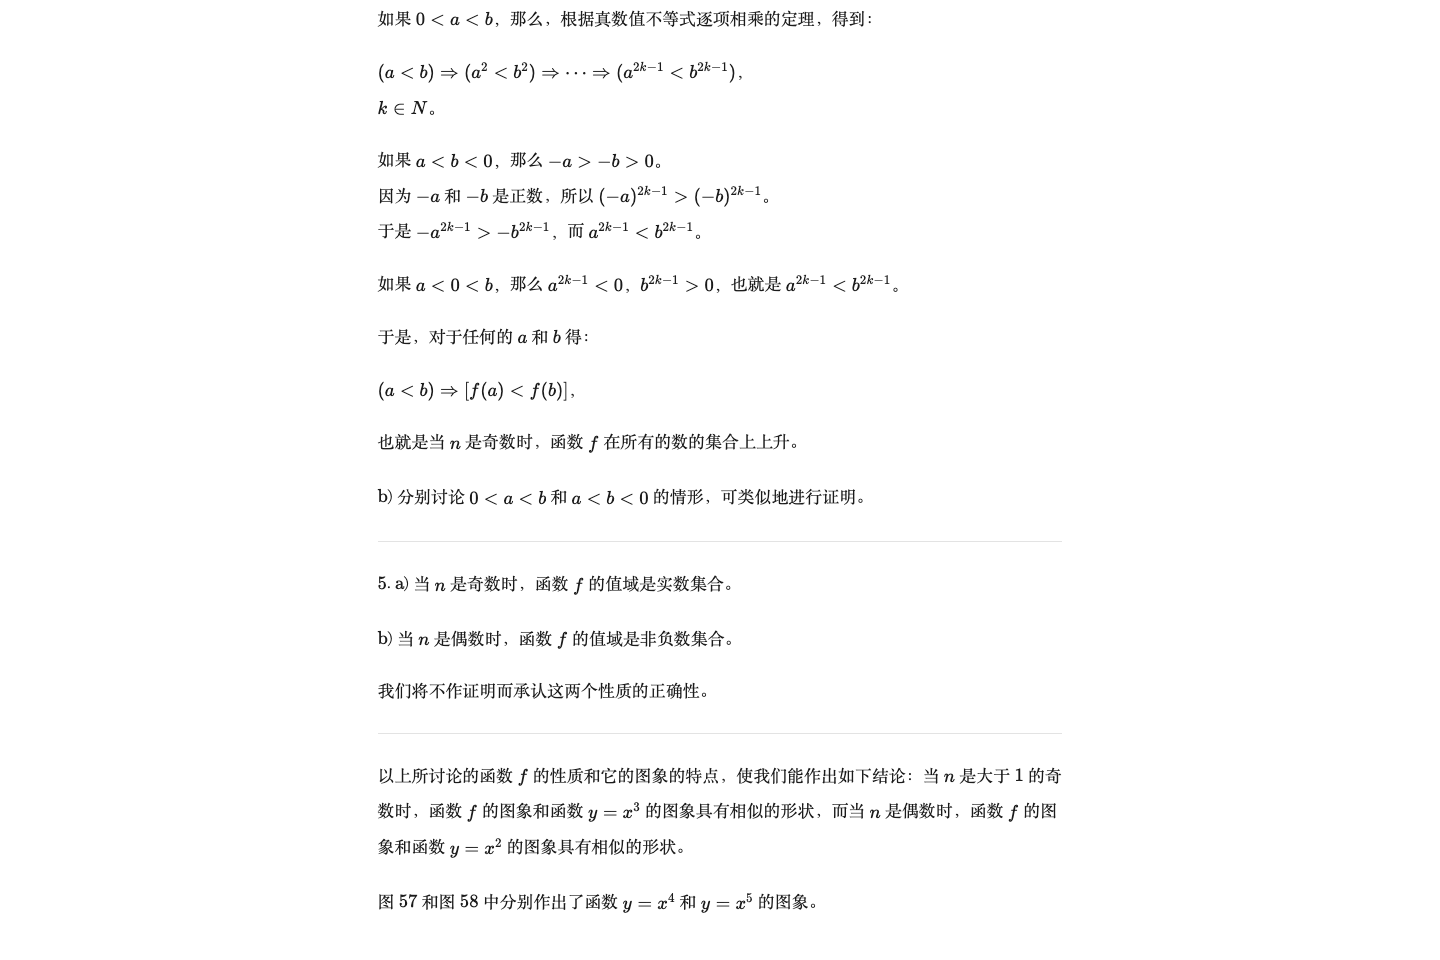 如果 0 < a < b，那么，根据真数值不等式逐项相乘的定理，得到：
(a < b) ⇒ (a² < b²) ⇒ ⋯ ⇒ (a²ᵏ⁻¹ < b²ᵏ⁻¹)，
k ∈ N。
如果 a < b < 0，那么 −a > −b > 0。
因为 −a 和 −b 是正数，所以 (−a)²ᵏ⁻¹ > (−b)²ᵏ⁻¹。
于是 −a²ᵏ⁻¹ > −b²ᵏ⁻¹，而 a²ᵏ⁻¹ < b²ᵏ⁻¹。
如果 a < 0 < b，那么 a²ᵏ⁻¹ < 0，b²ᵏ⁻¹ > 0，也就是 a²ᵏ⁻¹ < b²ᵏ⁻¹。
于是，对于任何的 a 和 b 得：
(a < b) ⇒ [f(a) < f(b)]，
也就是当 n 是奇数时，函数 f 在所有的数的集合上上升。
b) 分别讨论 0 < a < b 和 a < b < 0 的情形，可类似地进行证明。
5. a) 当 n 是奇数时，函数 f 的值域是实数集合。
b) 当 n 是偶数时，函数 f 的值域是非负数集合。
我们将不作证明而承认这两个性质的正确性。
以上所讨论的函数 f 的性质和它的图象的特点，使我们能作出如下结论：当 n 是大于 1 的奇
数时，函数 f 的图象和函数 y = x³ 的图象具有相似的形状，而当 n 是偶数时，函数 f 的图
象和函数 y = x² 的图象具有相似的形状。
图 57 和图 58 中分别作出了函数 y = x⁴ 和 y = x⁵ 的图象。